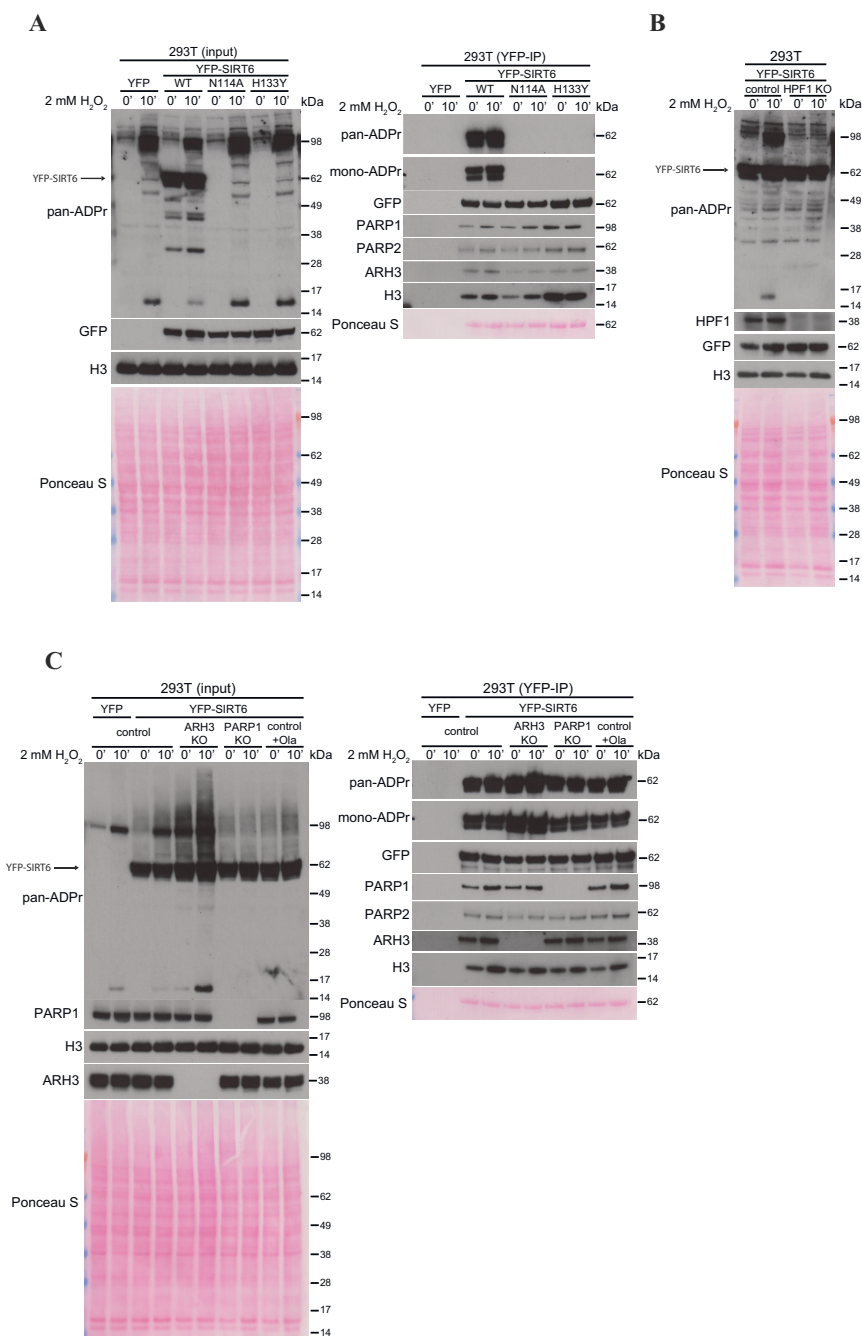 A
293T (input)
YFP-SIRT6
YFP WT N114A H133Y
2 mM H2O2 0' 10' 0' 10' 0' 10' 0' 10' kDa
98
YFP-SIRT6 62
49
pan-ADPr
38
28
17
14
GFP 62
H3 17
14
98
62
Ponceau S 49
38
28
17
14
293T (YFP-IP)
YFP-SIRT6
YFP WT N114A H133Y
2 mM H2O2 0' 10' 0' 10' 0' 10' 0' 10' kDa
pan-ADPr 62
mono-ADPr 62
GFP 62
PARP1 98
PARP2 62
ARH3 38
H3 17
14
Ponceau S 62
B
293T
YFP-SIRT6
control HPF1 KO
2 mM H2O2 0' 10' 0' 10' kDa
98
YFP-SIRT6 62
49
pan-ADPr
38
28
17
14
HPF1 38
GFP 62
H3 17
14
98
62
Ponceau S 49
38
28
17
14
C
293T (input)
YFP YFP-SIRT6
control ARH3 KO PARP1 KO control +Ola
2 mM H2O2 0' 10' 0' 10' 0' 10' 0' 10' 0' 10' kDa
98
YFP-SIRT6 62
pan-ADPr 49
38
28
17
14
PARP1 98
H3 17
14
ARH3 38
98
Ponceau S 62
49
38
28
17
14
293T (YFP-IP)
YFP YFP-SIRT6
control ARH3 KO PARP1 KO control +Ola
2 mM H2O2 0' 10' 0' 10' 0' 10' 0' 10' 0' 10' kDa
pan-ADPr 62
mono-ADPr 62
GFP 62
PARP1 98
PARP2 62
ARH3 38
H3 17
14
Ponceau S 62